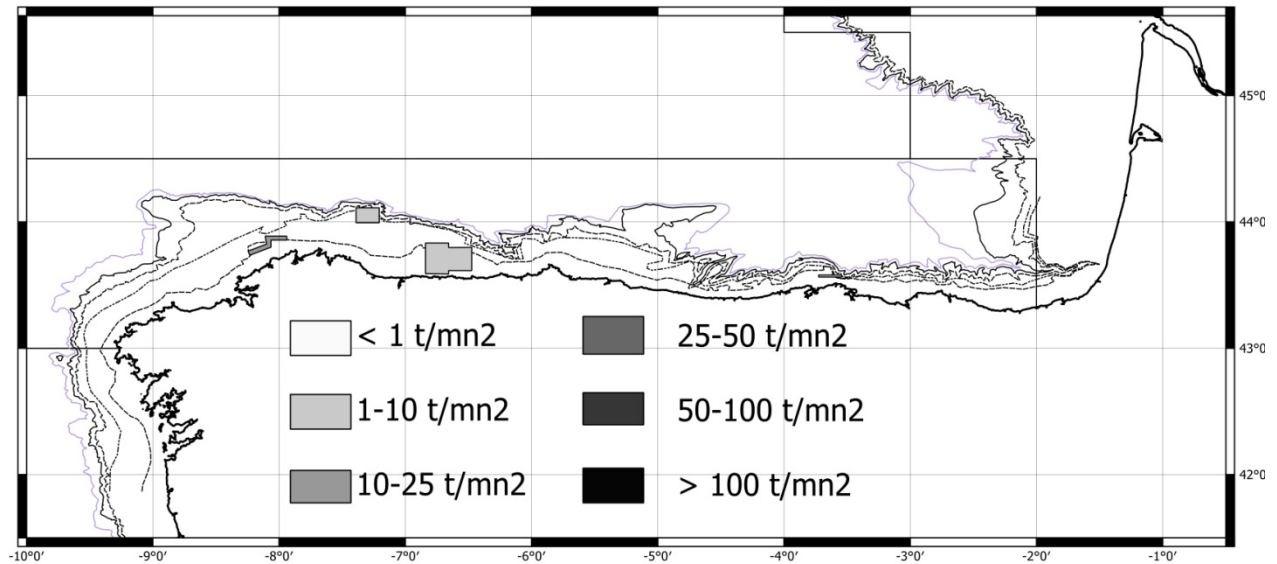 45°0'
44°0'
43°0'
42°0'
< 1 t/mn2
25-50 t/mn2
1-10 t/mn2
50-100 t/mn2
10-25 t/mn2
> 100 t/mn2
-10°0' -9°0' -8°0' -7°0' -6°0' -5°0' -4°0' -3°0' -2°0' -1°0'